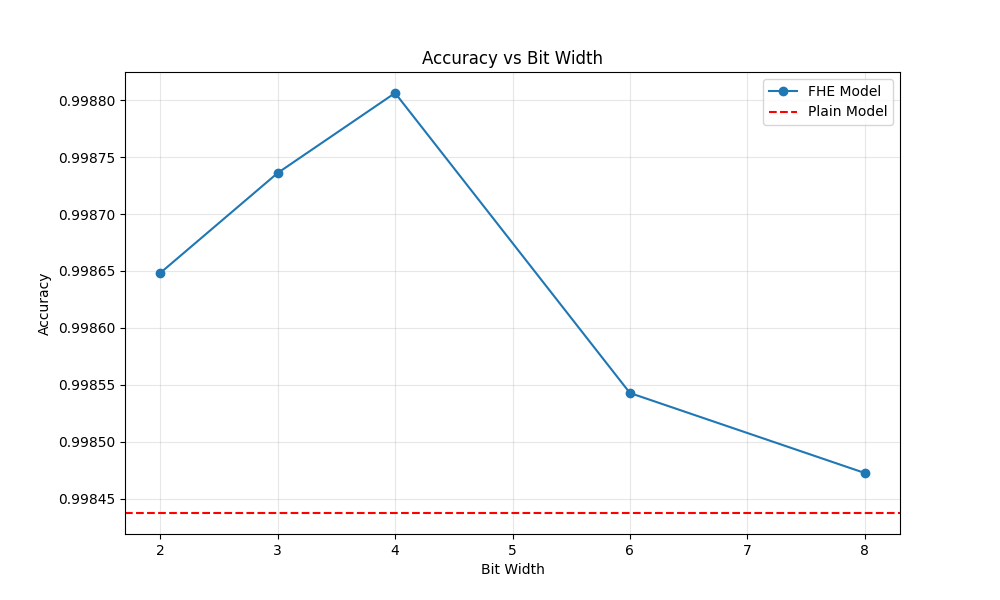 Accuracy vs Bit Width
FHE Model
Plain Model
0.99880
0.99875
0.99870
0.99865
0.99860
0.99855
0.99850
0.99845
Accuracy
2 3 4 5 6 7 8
Bit Width